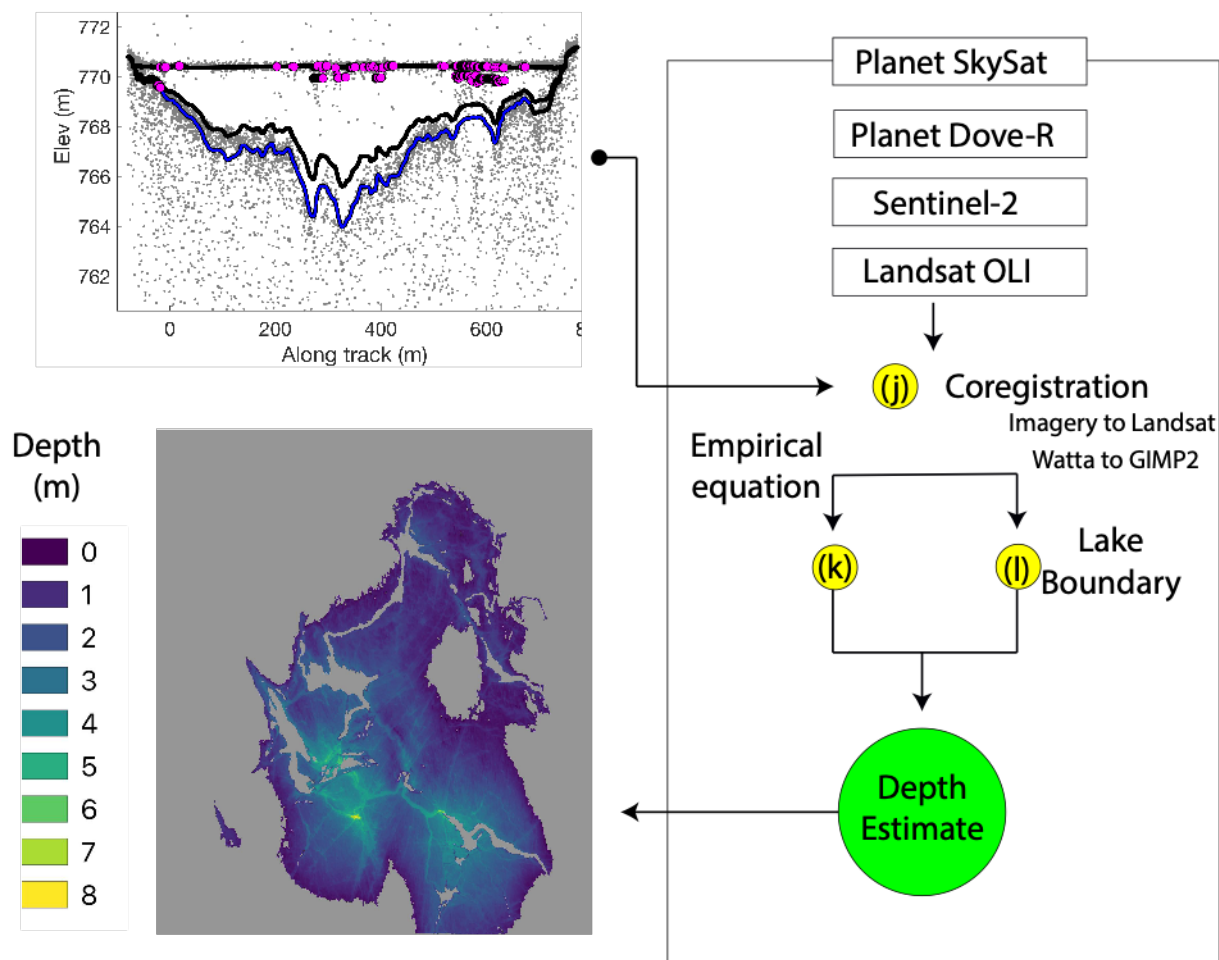 772
770
768
766
764
762
Elev (m)
0
200
400
600
8
Along track (m)
Planet SkySat
Planet Dove-R
Sentinel-2
Landsat OLI
(j)
Coregistration
Imagery to Landsat
Watta to GIMP2
Empirical
equation
(k)
(l)
Lake
Boundary
Depth
Estimate
Depth
(m)
0
1
2
3
4
5
6
7
8